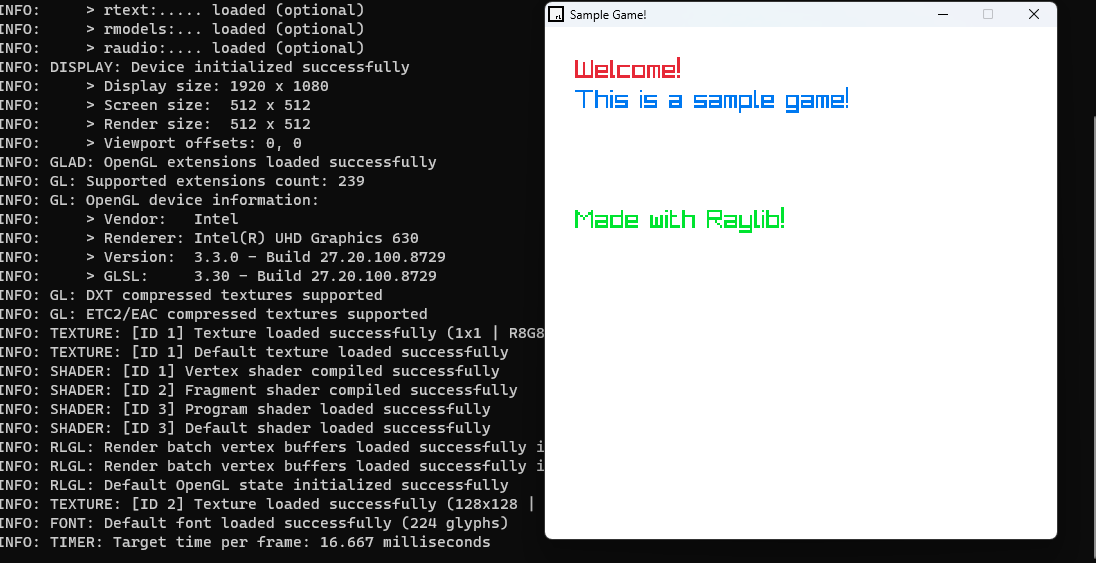 INFO:     > rtext:..... loaded (optional)
INFO:     > rmodels:... loaded (optional)
INFO:     > raudio:.... loaded (optional)
INFO: DISPLAY: Device initialized successfully
INFO:     > Display size: 1920 x 1080
INFO:     > Screen size:  512 x 512
INFO:     > Render size:  512 x 512
INFO:     > Viewport offsets: 0, 0
INFO: GLAD: OpenGL extensions loaded successfully
INFO: GL: Supported extensions count: 239
INFO: GL: OpenGL device information:
INFO:     > Vendor:   Intel
INFO:     > Renderer: Intel(R) UHD Graphics 630
INFO:     > Version:  3.3.0 - Build 27.20.100.8729
INFO:     > GLSL:     3.30 - Build 27.20.100.8729
INFO: GL: DXT compressed textures supported
INFO: GL: ETC2/EAC compressed textures supported
INFO: TEXTURE: [ID 1] Texture loaded successfully (1x1 | R8G8
INFO: TEXTURE: [ID 1] Default texture loaded successfully
INFO: SHADER: [ID 1] Vertex shader compiled successfully
INFO: SHADER: [ID 2] Fragment shader compiled successfully
INFO: SHADER: [ID 3] Program shader loaded successfully
INFO: SHADER: [ID 3] Default shader loaded successfully
INFO: RLGL: Render batch vertex buffers loaded successfully i
INFO: RLGL: Render batch vertex buffers loaded successfully i
INFO: RLGL: Default OpenGL state initialized successfully
INFO: TEXTURE: [ID 2] Texture loaded successfully (128x128 |
INFO: FONT: Default font loaded successfully (224 glyphs)
INFO: TIMER: Target time per frame: 16.667 milliseconds
Sample Game!
Welcome!
This is a sample game!
Made with Raylib!